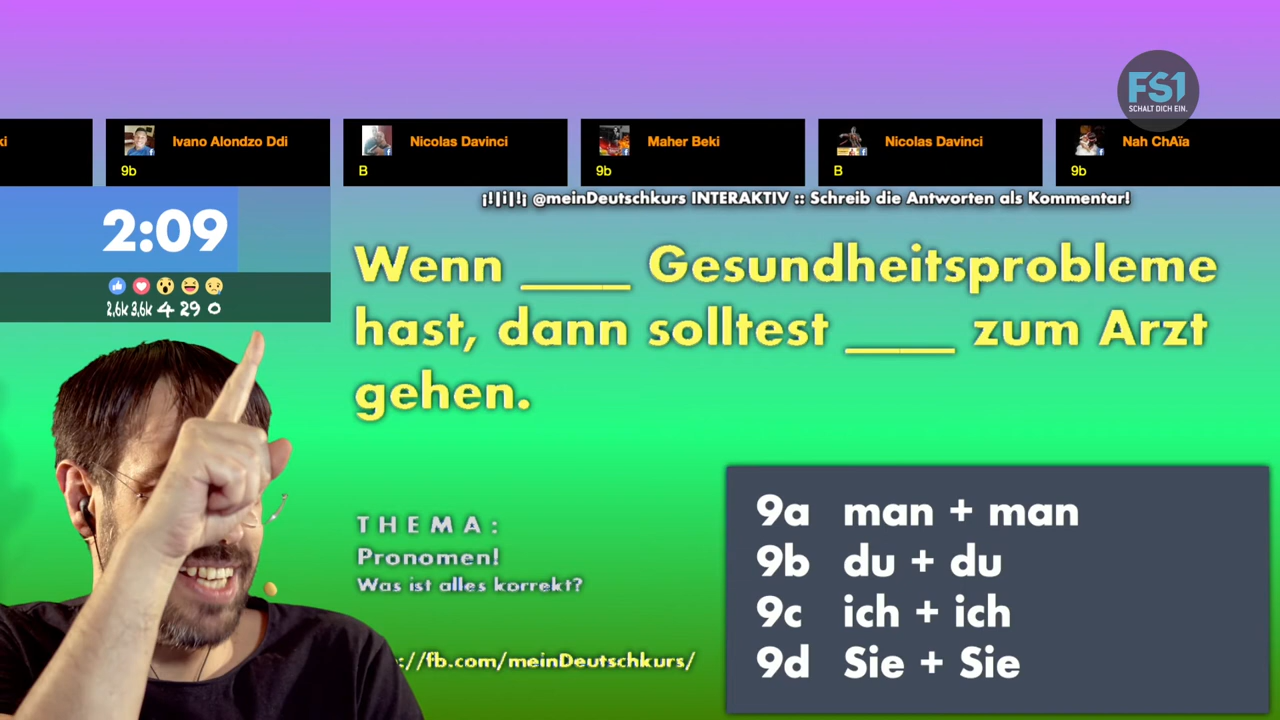 FS1
SCHALT DICH EIN.
ki
Ivano Alondzo Ddi
9b
Nicolas Davinci
B
Maher Beki
9b
Nicolas Davinci
B
Nah ChAïa
9b
¡!|i|!¡ @meinDeutschkurs INTERAKTIV :: Schreib die Antworten als Kommentar!
2:09
2,6k 3,6k 4 29 0
Wenn ____ Gesundheitsprobleme
hast, dann solltest ____ zum Arzt
gehen.
THEMA:
Pronomen!
Was ist alles korrekt?
://fb.com/meinDeutschkurs/
9a man + man
9b du + du
9c ich + ich
9d Sie + Sie